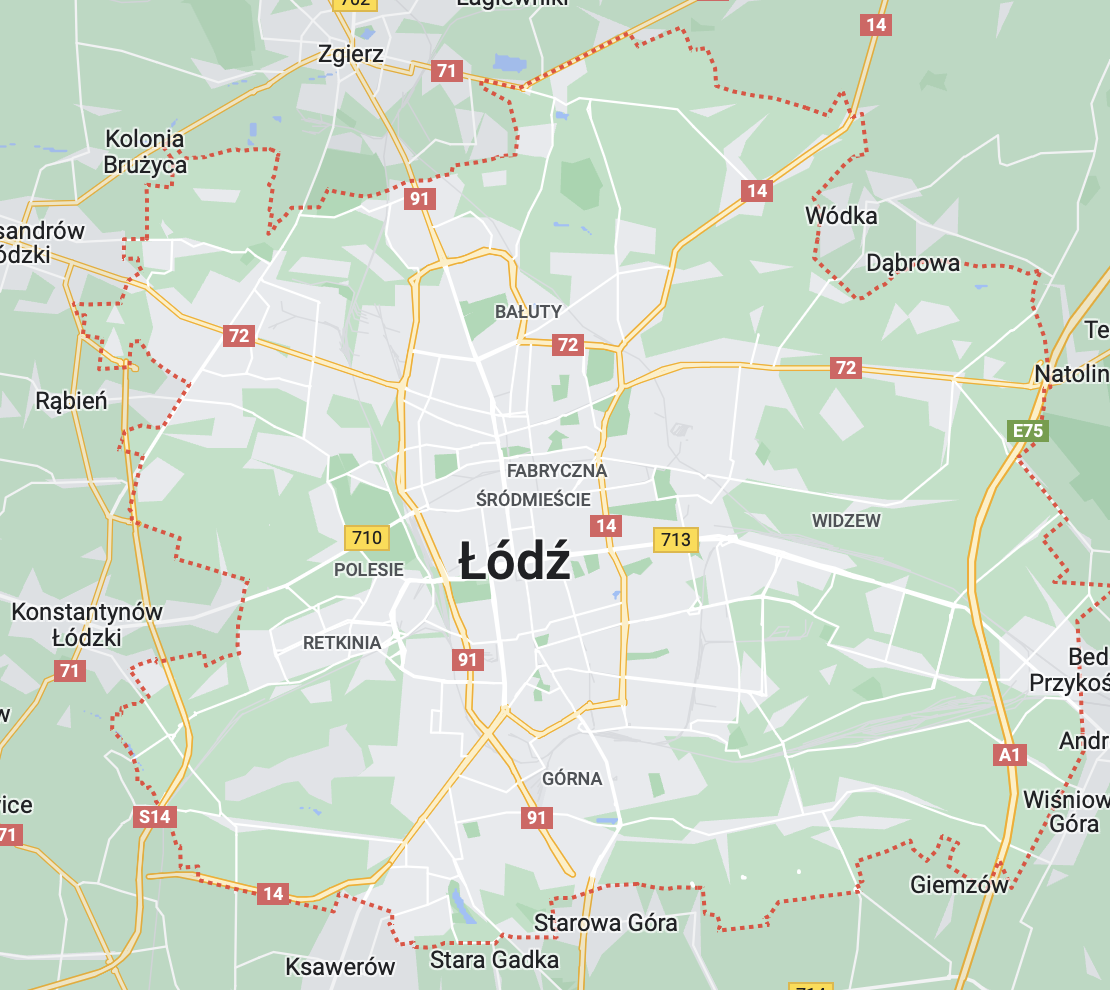 702
Łagiewniki
14
Zgierz
71
Kolonia
Brużyca
91
14
Wódka
sandrów
ódzki
Dąbrowa
BAŁUTY
72
72
72
Te
Natolin
Rąbień
E75
FABRYCZNA
ŚRÓDMIEŚCIE
WIDZEW
14
710
713
Łódź
POLESIE
Konstantynów
Łódzki
RETKINIA
71
91
Bed
Przykoś
w
Andr
A1
GÓRNA
ice
Wiśniow
Góra
S14
91
71
Giemzów
14
Starowa Góra
Stara Gadka
Ksawerów
714